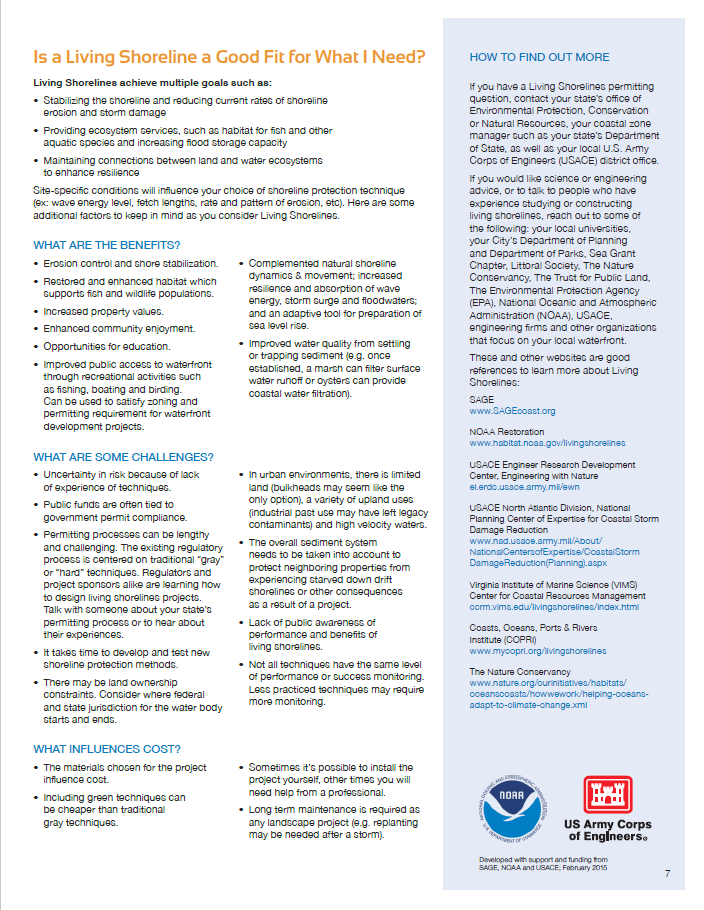 Is a Living Shoreline a Good Fit for What I Need?
Living Shorelines achieve multiple goals such as:
• Stabilizing the shoreline and reducing current rates of shoreline
erosion and storm damage
• Providing ecosystem services, such as habitat for fish and other
aquatic species and increasing flood storage capacity
• Maintaining connections between land and water ecosystems
to enhance resilience
Site-specific conditions will influence your choice of shoreline protection technique
(ex: wave energy level, fetch lengths, rate and pattern of erosion, etc). Here are some
additional factors to keep in mind as you consider Living Shorelines.
WHAT ARE THE BENEFITS?
• Erosion control and shore stabilization.
• Restored and enhanced habitat which
supports fish and wildlife populations.
• Increased property values.
• Enhanced community enjoyment.
• Opportunities for education.
• Improved public access to waterfront
through recreational activities such
as fishing, boating and birding.
Can be used to satisfy zoning and
permitting requirement for waterfront
development projects.
• Complemented natural shoreline
dynamics & movement; increased
resilience and absorption of wave
energy, storm surge and floodwaters;
and an adaptive tool for preparation of
sea level rise.
• Improved water quality from settling
or trapping sediment (e.g. once
established, a marsh can filter surface
water runoff or oysters can provide
coastal water filtration).
WHAT ARE SOME CHALLENGES?
• Uncertainty in risk because of lack
of experience of techniques.
• Public funds are often tied to
government permit compliance.
• Permitting processes can be lengthy
and challenging. The existing regulatory
process is centered on traditional "gray"
or "hard" techniques. Regulators and
project sponsors alike are learning how
to design living shorelines projects.
Talk with someone about your state's
permitting process or to hear about
their experiences.
• It takes time to develop and test new
shoreline protection methods.
• There may be land ownership
constraints. Consider where federal
and state jurisdiction for the water body
starts and ends.
• In urban environments, there is limited
land (bulkheads may seem like the
only option), a variety of upland uses
(industrial past use may have left legacy
contaminants) and high velocity waters.
• The overall sediment system
needs to be taken into account to
protect neighboring properties from
experiencing starved down drift
shorelines or other consequences
as a result of a project.
• Lack of public awareness of
performance and benefits of
living shorelines.
• Not all techniques have the same level
of performance or success monitoring.
Less practiced techniques may require
more monitoring.
WHAT INFLUENCES COST?
• The materials chosen for the project
influence cost.
• Including green techniques can
be cheaper than traditional
gray techniques.
• Sometimes it's possible to install the
project yourself, other times you will
need help from a professional.
• Long term maintenance is required as
any landscape project (e.g. replanting
may be needed after a storm).
HOW TO FIND OUT MORE
If you have a Living Shorelines permitting
question, contact your state's office of
Environmental Protection, Conservation
or Natural Resources, your coastal zone
manager such as your state's Department
of State, as well as your local U.S. Army
Corps of Engineers (USACE) district office.
If you would like science or engineering
advice, or to talk to people who have
experience studying or constructing
living shorelines, reach out to some of
the following: your local universities,
your City's Department of Planning
and Department of Parks, Sea Grant
Chapter, Littoral Society, The Nature
Conservancy, The Trust for Public Land,
The Environmental Protection Agency
(EPA), National Oceanic and Atmospheric
Administration (NOAA), USACE,
engineering firms and other organizations
that focus on your local waterfront.
These and other websites are good
references to learn more about Living
Shorelines:
SAGE
www.SAGEcoast.org
NOAA Restoration
www.habitat.noaa.gov/livingshorelines
USACE Engineer Research Development
Center, Engineering with Nature
el.erdc.usace.army.mil/ewn
USACE North Atlantic Division, National
Planning Center of Expertise for Coastal Storm
Damage Reduction
www.nad.usace.army.mil/About/
NationalCentersofExpertise/CoastalStorm
DamageReduction(Planning).aspx
Virginia Institute of Marine Science (VIMS)
Center for Coastal Resources Management
ccrm.vims.edu/livingshorelines/index.html
Coasts, Oceans, Ports & Rivers
Institute (COPRI)
www.mycopri.org/livingshorelines
The Nature Conservancy
www.nature.org/ourinitiatives/habitats/
oceanscoasts/howwework/helping-oceans-
adapt-to-climate-change.xml
NATIONAL OCEANIC AND ATMOSPHERIC ADMINISTRATION
NOAA
U.S. DEPARTMENT OF COMMERCE
US Army Corps
of Engineers®
Developed with support and funding from
SAGE, NOAA and USACE; February 2015
7